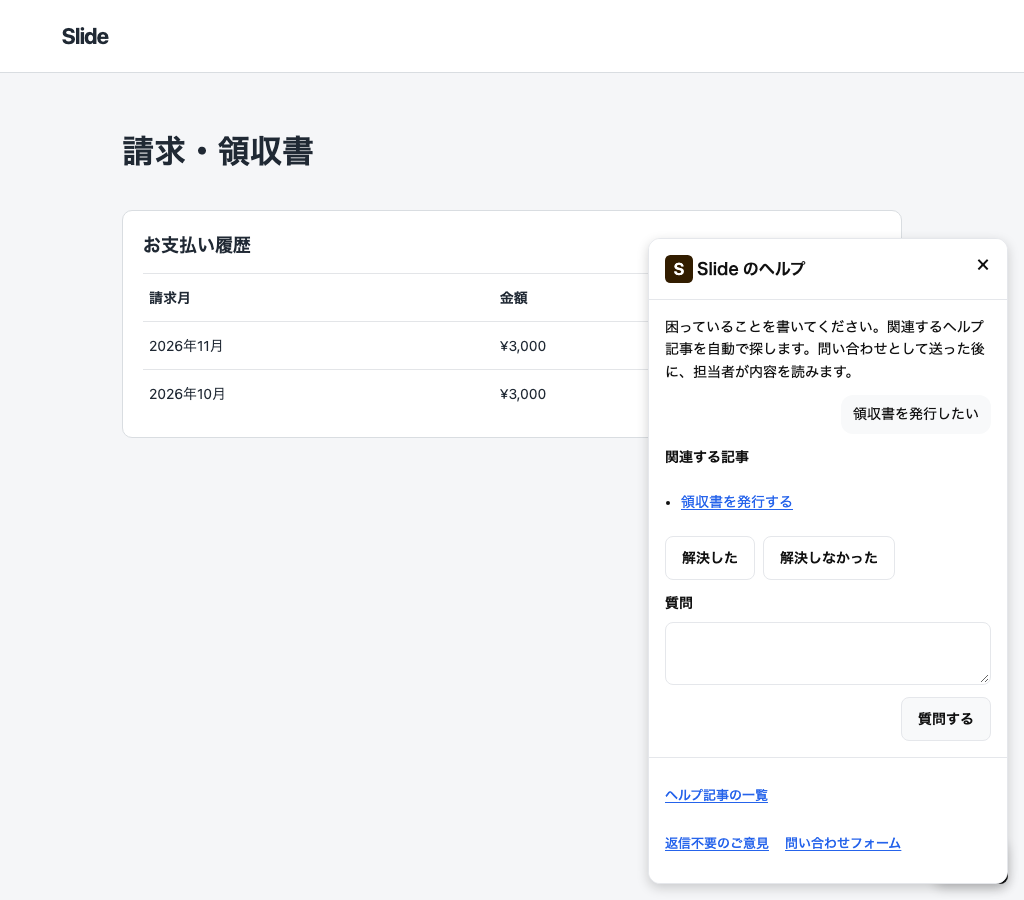 Slide
請求・領収書
お支払い履歴
請求月 金額
2026年11月 ¥3,000
2026年10月 ¥3,000
S Slide のヘルプ ×
困っていることを書いてください。関連するヘルプ
記事を自動で探します。問い合わせとして送った後
に、担当者が内容を読みます。
領収書を発行したい
関連する記事
• 領収書を発行する
解決した 解決しなかった
質問
質問する
ヘルプ記事の一覧
返信不要のご意見 問い合わせフォーム